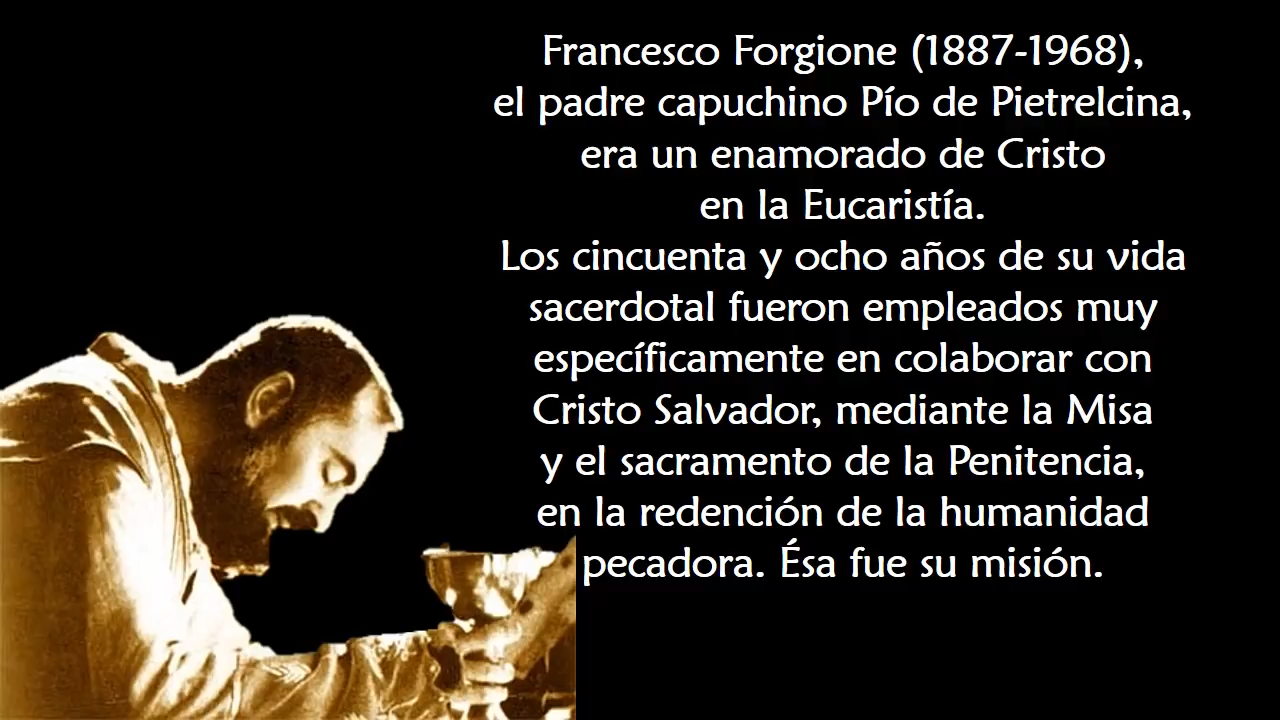 Francesco Forgione (1887-1968),
el padre capuchino Pío de Pietrelcina,
era un enamorado de Cristo
en la Eucaristía.
Los cincuenta y ocho años de su vida
sacerdotal fueron empleados muy
específicamente en colaborar con
Cristo Salvador, mediante la Misa
y el sacramento de la Penitencia,
en la redención de la humanidad
pecadora. Ésa fue su misión.